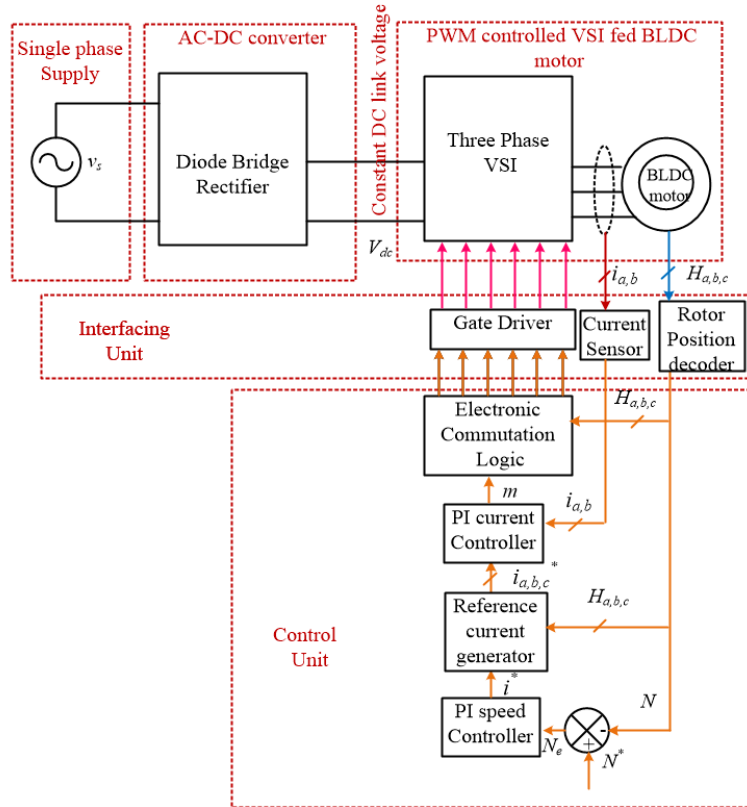 Single phase
Supply
AC-DC converter
Constant DC link voltage
PWM controlled VSI fed BLDC
motor
v_s
Diode Bridge
Rectifier
Three Phase
VSI
BLDC
motor
V_dc
i_a,b
H_a,b,c
Interfacing
Unit
Gate Driver
Current
Sensor
Rotor
Position
decoder
Electronic
Commutation
Logic
H_a,b,c
m
PI current
Controller
i_a,b
i_a,b,c*
Reference
current
generator
H_a,b,c
Control
Unit
i*
PI speed
Controller
N_e
N
-
+
N*